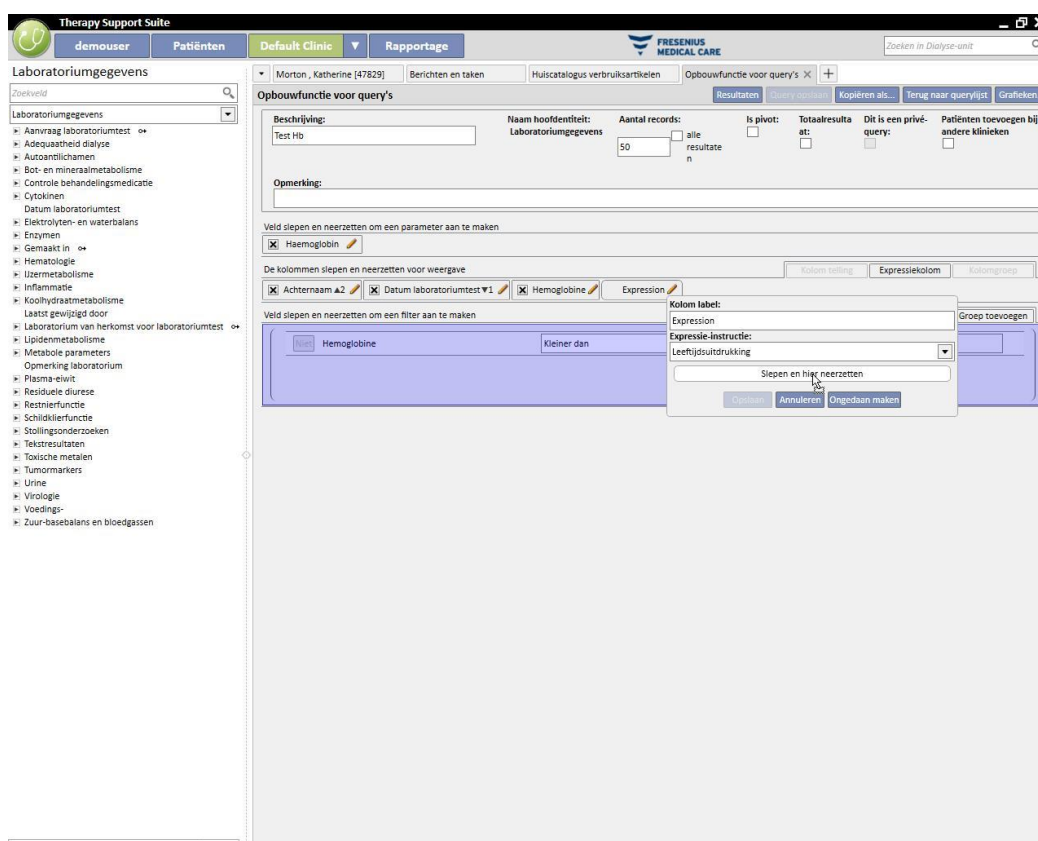 Therapy Support Suite
demouser Patiënten Default Clinic Rapportage FRESENIUS MEDICAL CARE Zoeken in Dialyse-unit
Laboratoriumgegevens
Zoekveld
Laboratoriumgegevens
Aanvraag laboratoriumtest
Adequaatheid dialyse
Autoantilichamen
Bot- en mineraalmetabolisme
Controle behandelingsmedicatie
Cytokinen
Datum laboratoriumtest
Elektrolyten- en waterbalans
Enzymen
Gemaakt in
Hematologie
IJzermetabolisme
Inflammatie
Koolhydraatmetabolisme
Laatst gewijzigd door
Laboratorium van herkomst voor laboratoriumtest
Lipidenmetabolisme
Metabole parameters
Opmerking laboratorium
Plasma-eiwit
Residuele diurese
Restnierfunctie
Schildklierfunctie
Stollingsonderzoeken
Tekstresultaten
Toxische metalen
Tumormarkers
Urine
Virologie
Voedings-
Zuur-basebalans en bloedgassen
Morton , Katherine [47829] Berichten en taken Huiscatalogus verbruiksartikelen Opbouwfunctie voor query's
Opbouwfunctie voor query's Resultaten Query opslaan Kopiëren als... Terug naar querylijst Grafieken
Beschrijving: Naam hoofdentiteit: Aantal records: Is pivot: Totaalresulta Dit is een privé- Patiënten toevoegen bij
Test Hb Laboratoriumgegevens alle at: query: andere klinieken
50 resultate
n
Opmerking:
Veld slepen en neerzetten om een parameter aan te maken
Haemoglobin
De kolommen slepen en neerzetten voor weergave Kolom telling Expressiekolom Kolomgroep
Achternaam ▲2 Datum laboratoriumtest ▼1 Hemoglobine Expression
Veld slepen en neerzetten om een filter aan te maken Groep toevoegen
Niet Hemoglobine Kleiner dan
Kolom label:
Expression
Expressie-instructie:
Leeftijdsuitdrukking
Slepen en hier neerzetten
Opslaan Annuleren Ongedaan maken